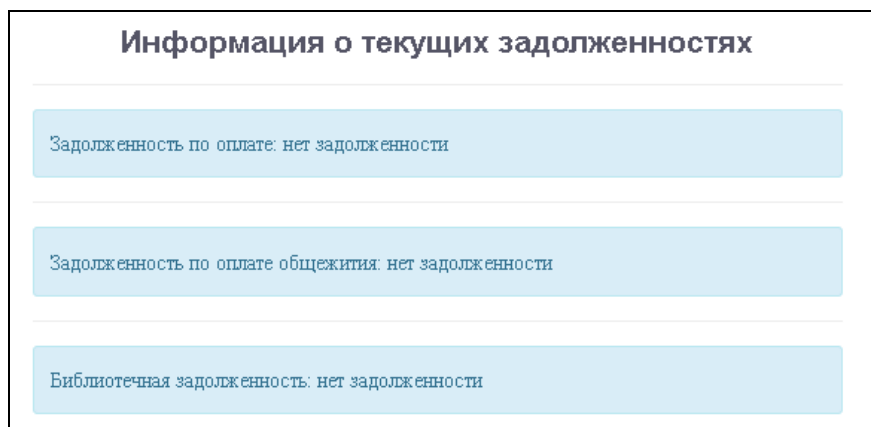 Информация о текущих задолженностях
Задолженность по оплате: нет задолженности
Задолженность по оплате общежития: нет задолженности
Библиотечная задолженность: нет задолженности